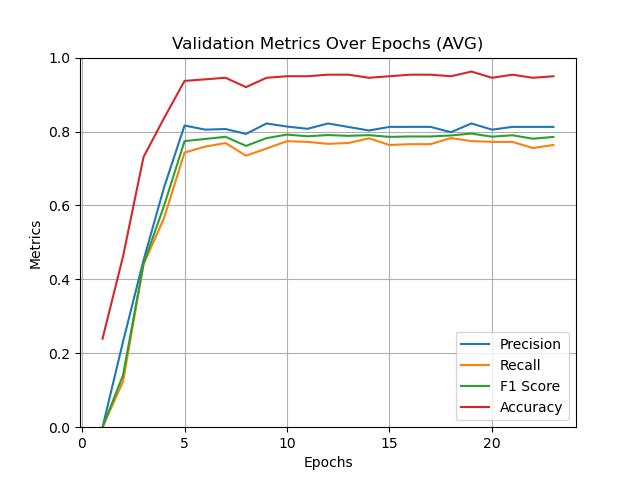 Validation Metrics Over Epochs (AVG)
1.0
0.8
0.6
0.4
0.2
0.0
Metrics
0
5
10
15
20
Epochs
Precision
Recall
F1 Score
Accuracy